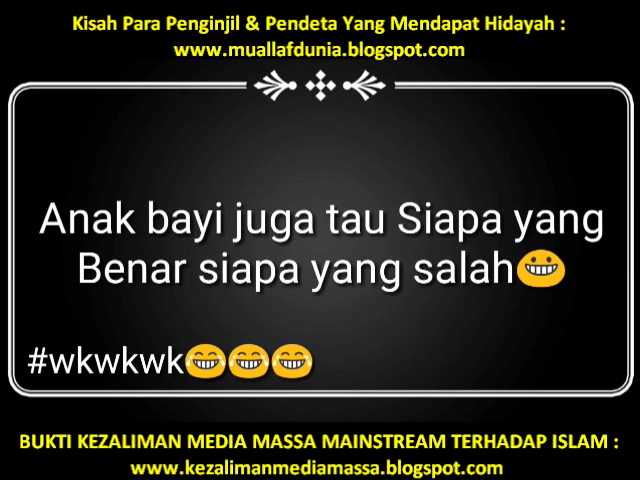 Kisah Para Penginjil & Pendeta Yang Mendapat Hidayah :
www.muallafdunia.blogspot.com
Anak bayi juga tau Siapa yang
Benar siapa yang salah😀
#wkwkwk😂😂😂
BUKTI KEZALIMAN MEDIA MASSA MAINSTREAM TERHADAP ISLAM :
www.kezalimanmediamassa.blogspot.com